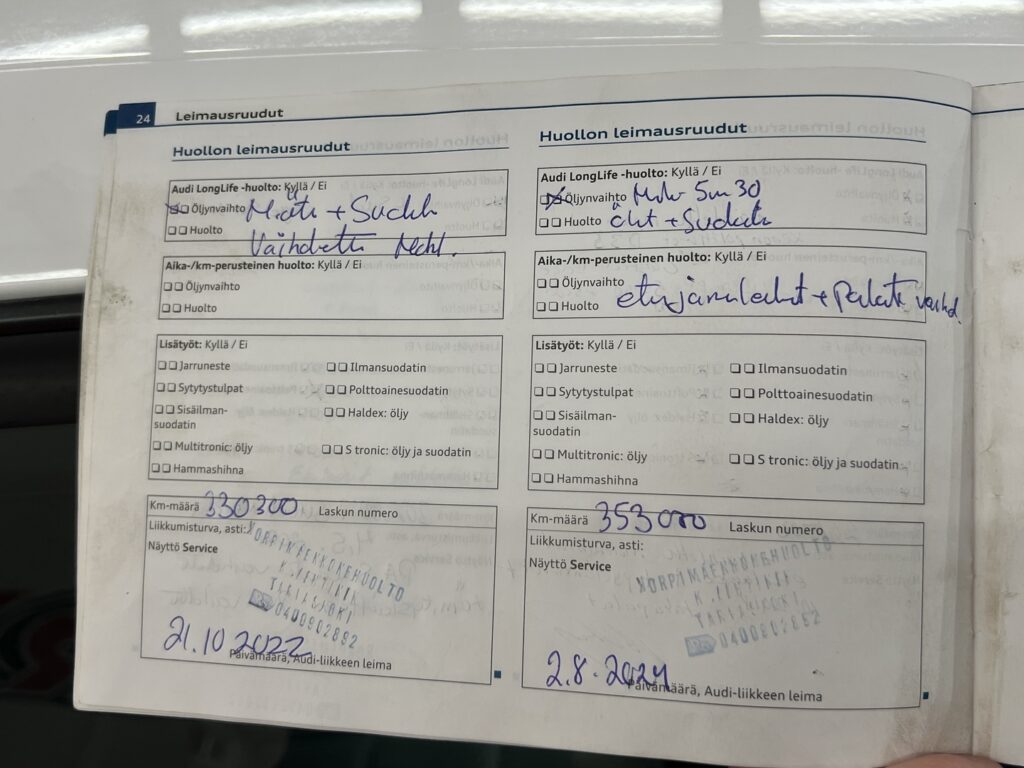 24 Leimausruudut
Huollon leimausruudut
Audi LongLife -huolto: Kyllä / Ei
Öljynvaihto
Huolto
Aika-/km-perusteinen huolto: Kyllä / Ei
Öljynvaihto
Huolto
Lisätyöt: Kyllä / Ei
Jarruneste Ilmansuodatin
Sytytystulpat Polttoainesuodatin
Sisäilman- Haldex: öljy
suodatin
Multitronic: öljy S tronic: öljy ja suodatin
Hammashihna
Km-määrä 330300 Laskun numero
Liikkumisturva, asti:
Näyttö Service
0400902892
21.10 2022
Päivämäärä, Audi-liikkeen leima
Huollon leimausruudut
Audi LongLife -huolto: Kyllä / Ei
Öljynvaihto 5W30
Huolto
Aika-/km-perusteinen huolto: Kyllä / Ei
Öljynvaihto
Huolto
Lisätyöt: Kyllä / Ei
Jarruneste Ilmansuodatin
Sytytystulpat Polttoainesuodatin
Sisäilman- Haldex: öljy
suodatin
Multitronic: öljy S tronic: öljy ja suodatin
Hammashihna
Km-määrä 353000 Laskun numero
Liikkumisturva, asti:
Näyttö Service
0400902892
2.8.2024
Päivämäärä, Audi-liikkeen leima